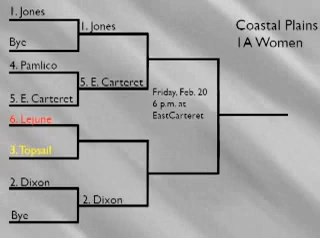 1. Jones
Bye
1. Jones
4. Pamlico
5. E. Carteret
5. E. Carteret
6. Lejune
3. Topsail
2. Dixon
Bye
2. Dixon
Friday, Feb. 20
6 p.m. at
EastCarteret
Coastal Plains
1A Women